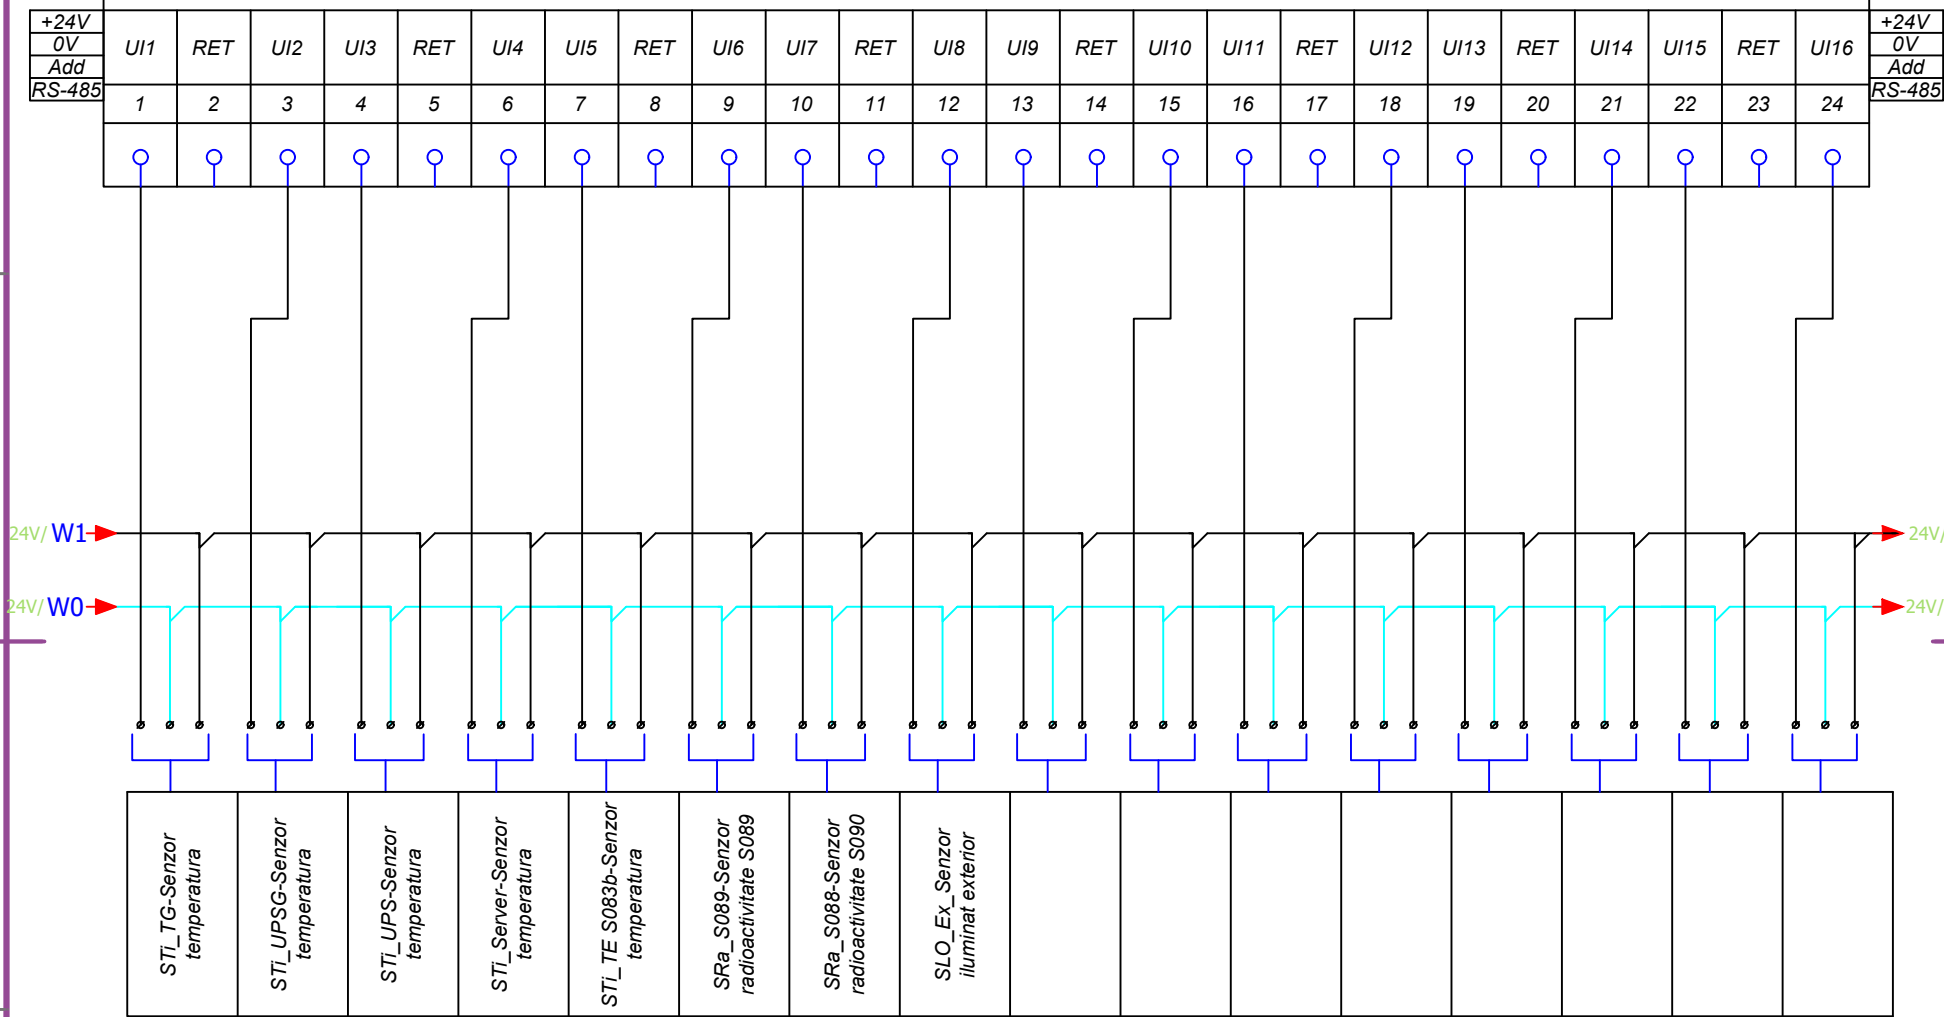 +24V
0V
Add
RS-485
UI1 RET UI2 UI3 RET UI4 UI5 RET UI6 UI7 RET UI8 UI9 RET UI10 UI11 RET UI12 UI13 RET UI14 UI15 RET UI16
1 2 3 4 5 6 7 8 9 10 11 12 13 14 15 16 17 18 19 20 21 22 23 24
+24V
0V
Add
RS-485
24V/ W1
24V/
24V/ W0
24V/
STi_TG-Senzor
temperatura
STi_UPSG-Senzor
temperatura
STi_UPS-Senzor
temperatura
STi_Server-Senzor
temperatura
STi_TE S083b-Senzor
temperatura
SRa_S089-Senzor
radioactivitate S089
SRa_S088-Senzor
radioactivitate S090
SLO_Ex_Senzor
iluminat exterior